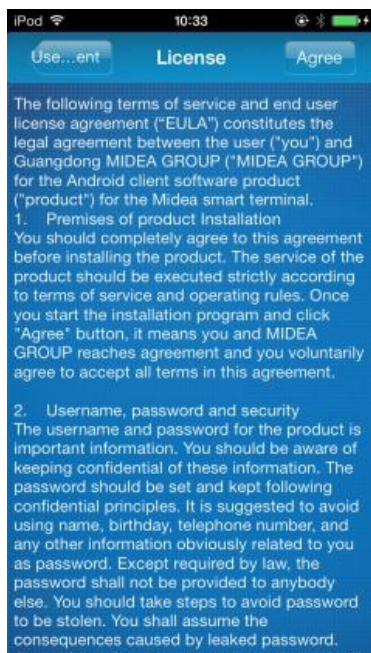 iPod 10:33
Use...ent License Agree
The following terms of service and end user
license agreement ("EULA") constitutes the
legal agreement between the user ("you") and
Guangdong MIDEA GROUP ("MIDEA GROUP")
for the Android client software product
("product") for the Midea smart terminal.
1. Premises of product Installation
You should completely agree to this agreement
before installing the product. The service of the
product should be executed strictly according
to terms of service and operating rules. Once
you start the installation program and click
"Agree" button, it means you and MIDEA
GROUP reaches agreement and you voluntarily
agree to accept all terms in this agreement.
2. Username, password and security
The username and password for the product is
important information. You should be aware of
keeping confidential of these information. The
password should be set and kept following
confidential principles. It is suggested to avoid
using name, birthday, telephone number, and
any other information obviously related to you
as password. Except required by law, the
password shall not be provided to anybody
else. You should take steps to avoid password
to be stolen. You shall assume the
consequences caused by leaked password.